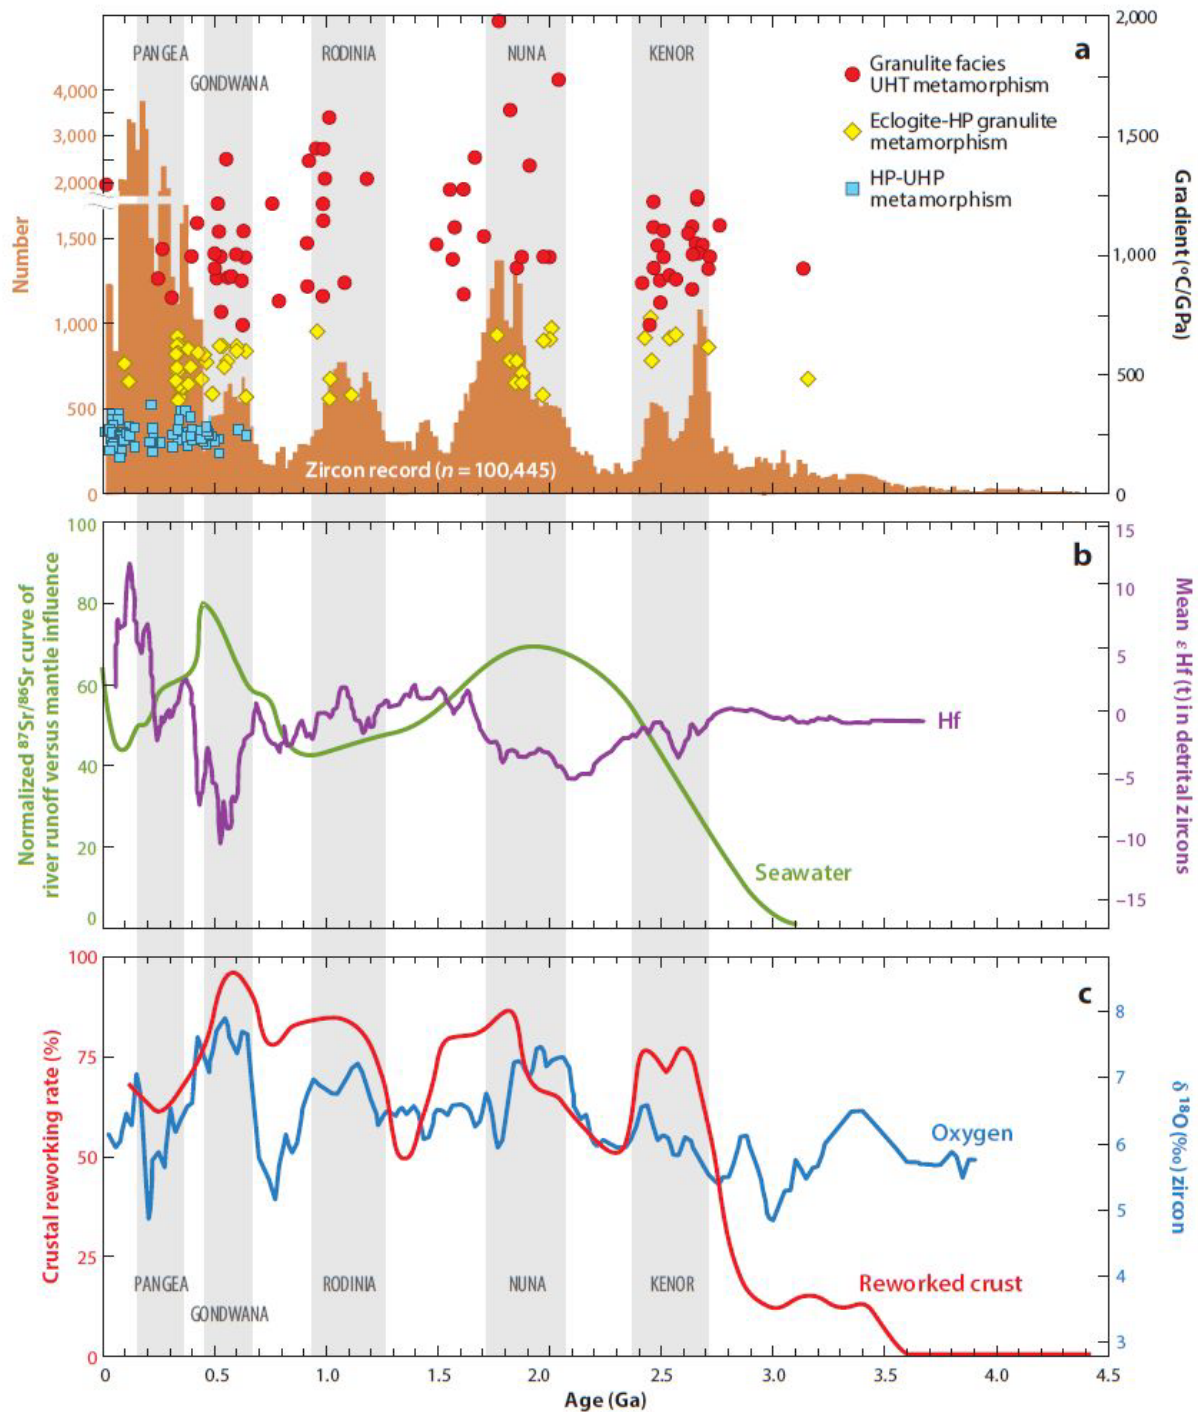 PANGEA
GONDWANA
RODINIA
NUNA
KENOR
a
Granulite facies
UHT metamorphism
Eclogite-HP granulite
metamorphism
HP-UHP
metamorphism
Number
4,000
3,000
2,000
1,500
1,000
500
0
2,000
1,500
1,000
500
0
Gradient (°C/GPa)
Zircon record (n = 100,445)
b
Normalized ⁸⁷Sr/⁸⁶Sr curve of
river runoff versus mantle influence
100
80
60
40
20
0
15
10
5
0
−5
−10
−15
Mean ε Hf (t) in detrital zircons
Hf
Seawater
c
Crustal reworking rate (%)
100
75
50
25
0
8
7
6
5
4
3
δ ¹⁸O (‰) zircon
Oxygen
Reworked crust
PANGEA
GONDWANA
RODINIA
NUNA
KENOR
0 0.5 1.0 1.5 2.0 2.5 3.0 3.5 4.0 4.5
Age (Ga)